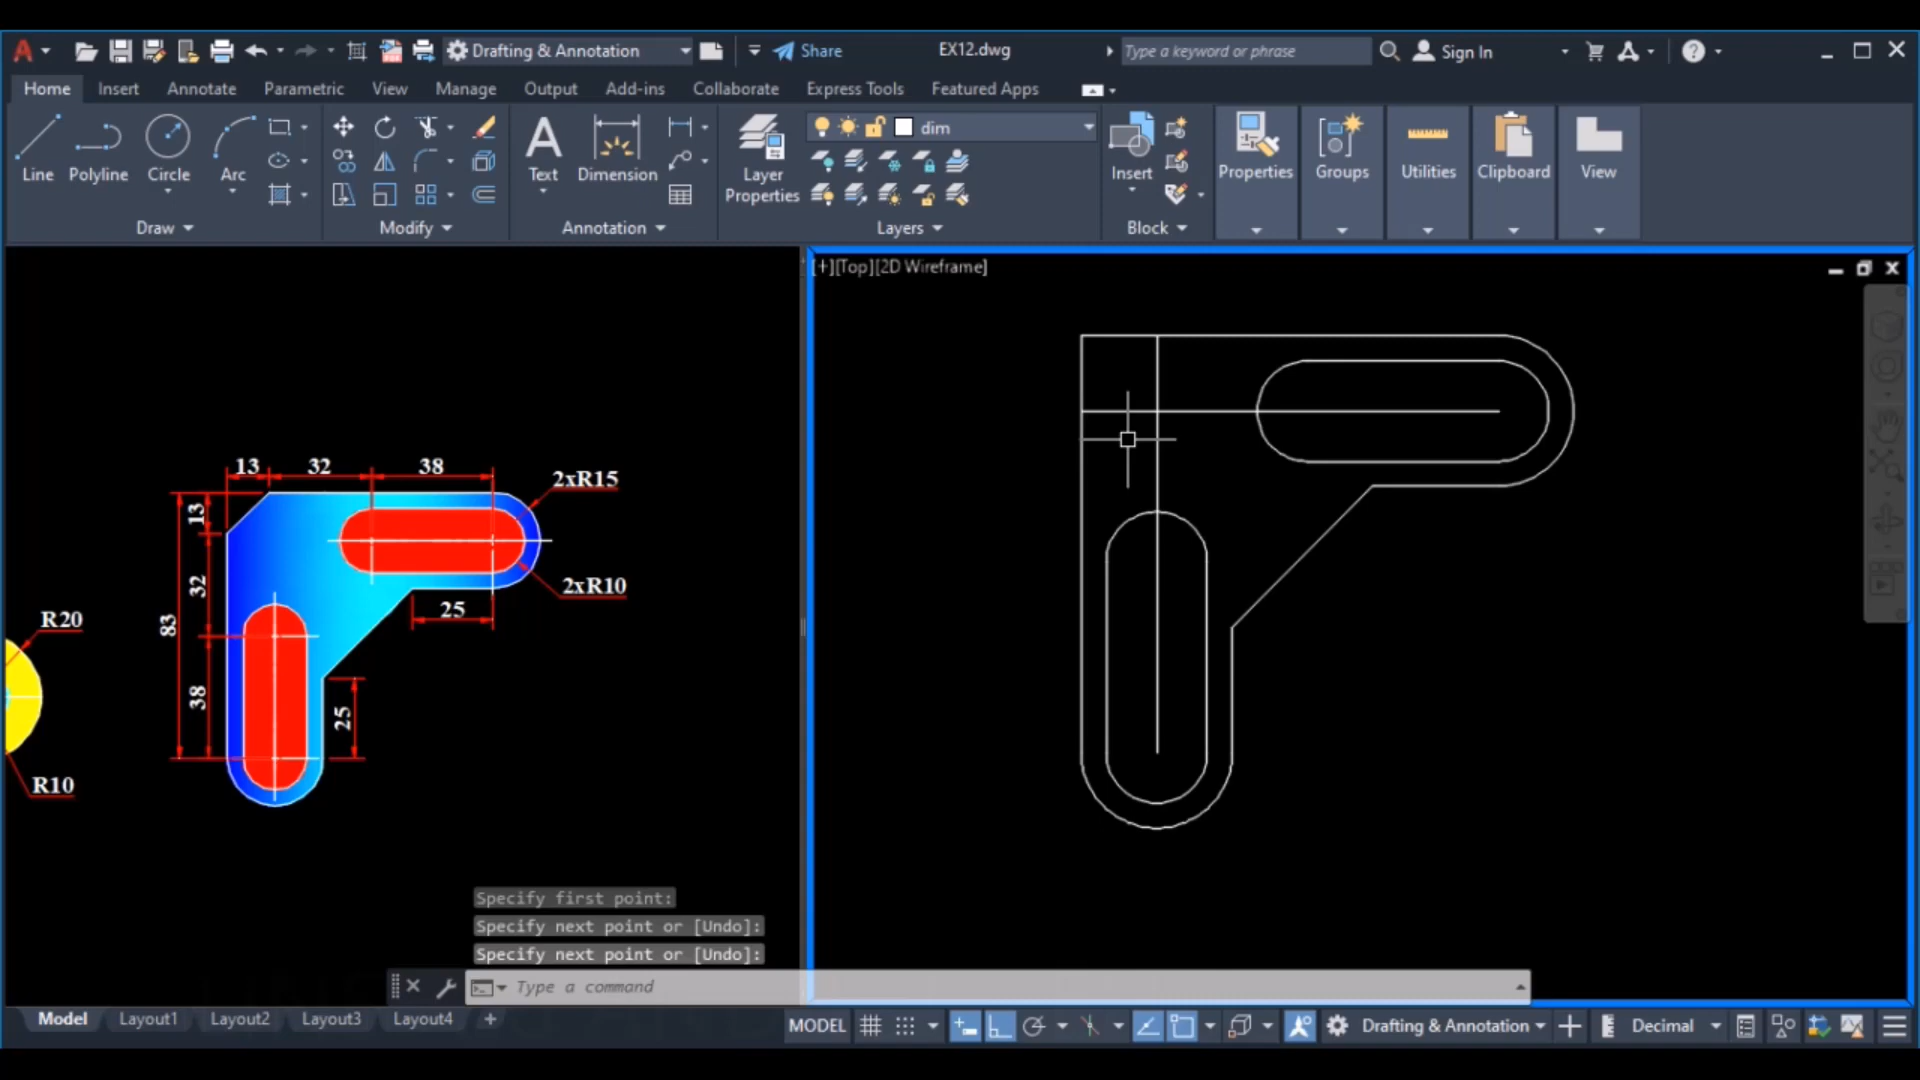 Drafting & Annotation
Share
EX12.dwg
Type a keyword or phrase
Sign In
Home
Insert
Annotate
Parametric
View
Manage
Output
Add-ins
Collaborate
Express Tools
Featured Apps
Line
Polyline
Circle
Arc
Text
Dimension
Layer
Properties
dim
Insert
Properties
Groups
Utilities
Clipboard
View
Draw
Modify
Annotation
Layers
Block
[+][Top][2D Wireframe]
13
32
38
2xR15
13
32
83
38
2xR10
25
25
R20
R10
Specify first point:
Specify next point or [Undo]:
Specify next point or [Undo]:
Type a command
Model
Layout1
Layout2
Layout3
Layout4
MODEL
Drafting & Annotation
Decimal